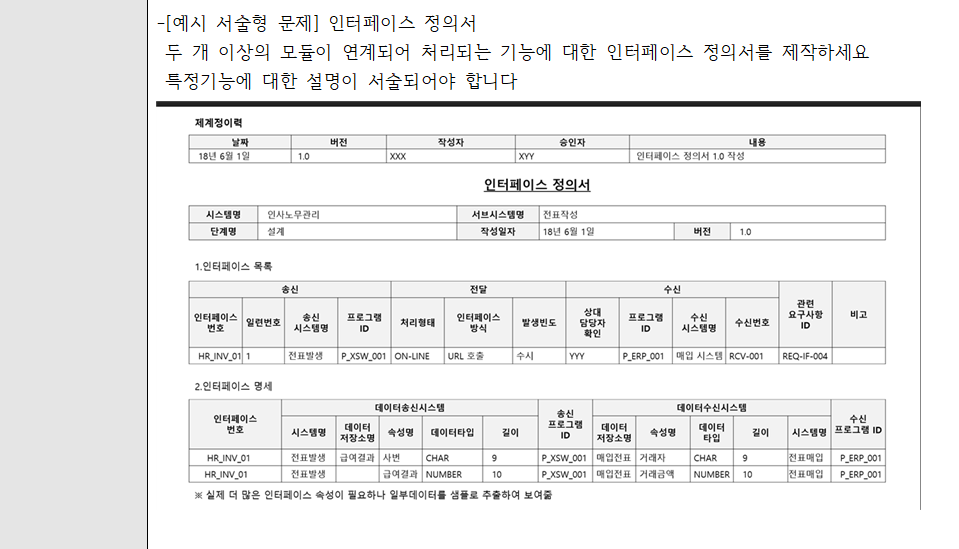 -[예시 서술형 문제] 인터페이스 정의서
두 개 이상의 모듈이 연계되어 처리되는 기능에 대한 인터페이스 정의서를 제작하세요
특정기능에 대한 설명이 서술되어야 합니다
제계정이력
날짜 버전 작성자 승인자 내용
18년 6월 1일 1.0 XXX XYY 인터페이스 정의서 1.0 작성
인터페이스 정의서
시스템명 인사노무관리 서브시스템명 전표작성
단계명 설계 작성일자 18년 6월 1일 버전 1.0
1.인터페이스 목록
송신 전달 수신 관련 요구사항 ID 비고
인터페이스 번호 일련번호 송신 시스템명 프로그램 ID 처리형태 인터페이스 방식 발생빈도 상대 담당자 확인 프로그램 ID 수신 시스템명 수신번호
HR_INV_01 1 전표발생 P_XSW_001 ON-LINE URL 호출 수시 YYY P_ERP_001 매입 시스템 RCV-001 REQ-IF-004
2.인터페이스 명세
인터페이스 번호 데이터송신시스템 송신 프로그램 ID 데이터수신시스템 수신 프로그램 ID
시스템명 데이터 저장소명 속성명 데이터타입 길이 데이터 저장소명 속성명 데이터 타입 길이 시스템명
HR_INV_01 전표발생 급여결과 사번 CHAR 9 P_XSW_001 매입전표 거래자 CHAR 9 전표매입 P_ERP_001
HR_INV_01 전표발생 급여결과 NUMBER 10 P_XSW_001 매입전표 거래금액 NUMBER 10 전표매입 P_ERP_001
※ 실제 더 많은 인터페이스 속성이 필요하나 일부데이터를 샘플로 추출하여 보여줄